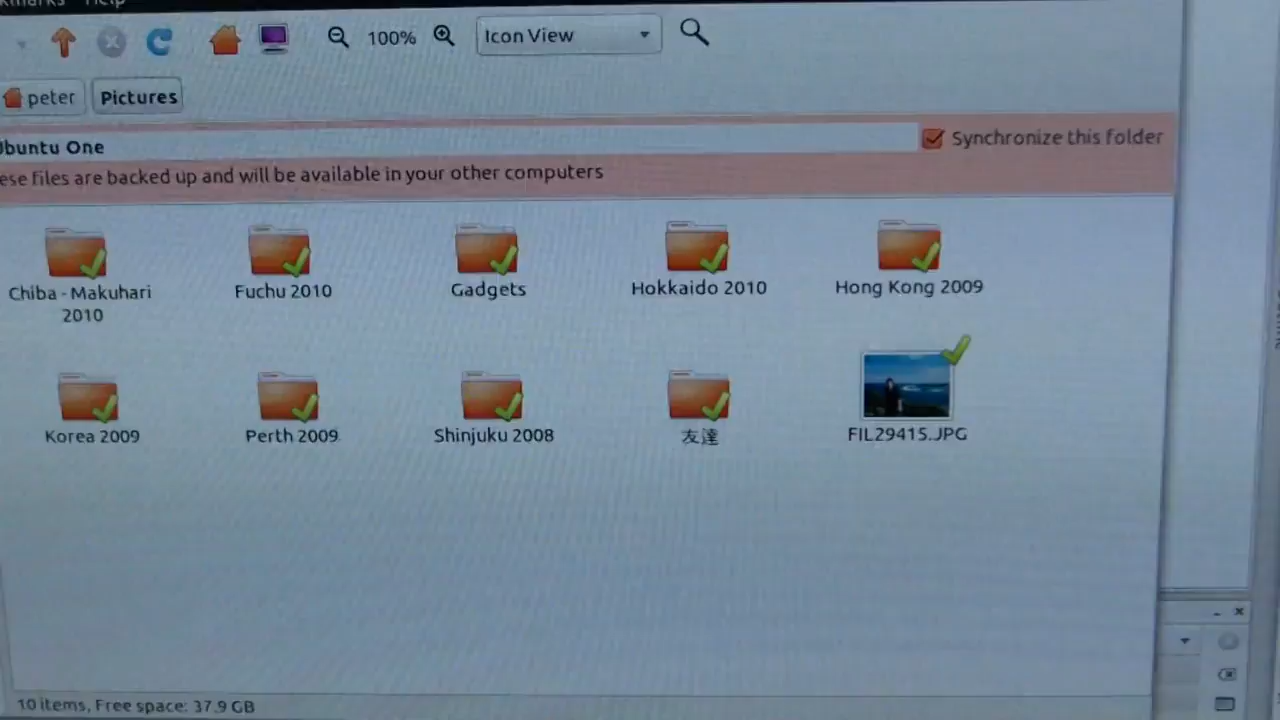 Help
100%
Icon View
peter
Pictures
Ubuntu One
Synchronize this folder
files are backed up and will be available in your other computers
Chiba - Makuhari
2010
Fuchu 2010
Gadgets
Hokkaido 2010
Hong Kong 2009
Korea 2009
Perth 2009
Shinjuku 2008
友達
FIL29415.JPG
10 items, Free space: 37.9 GB